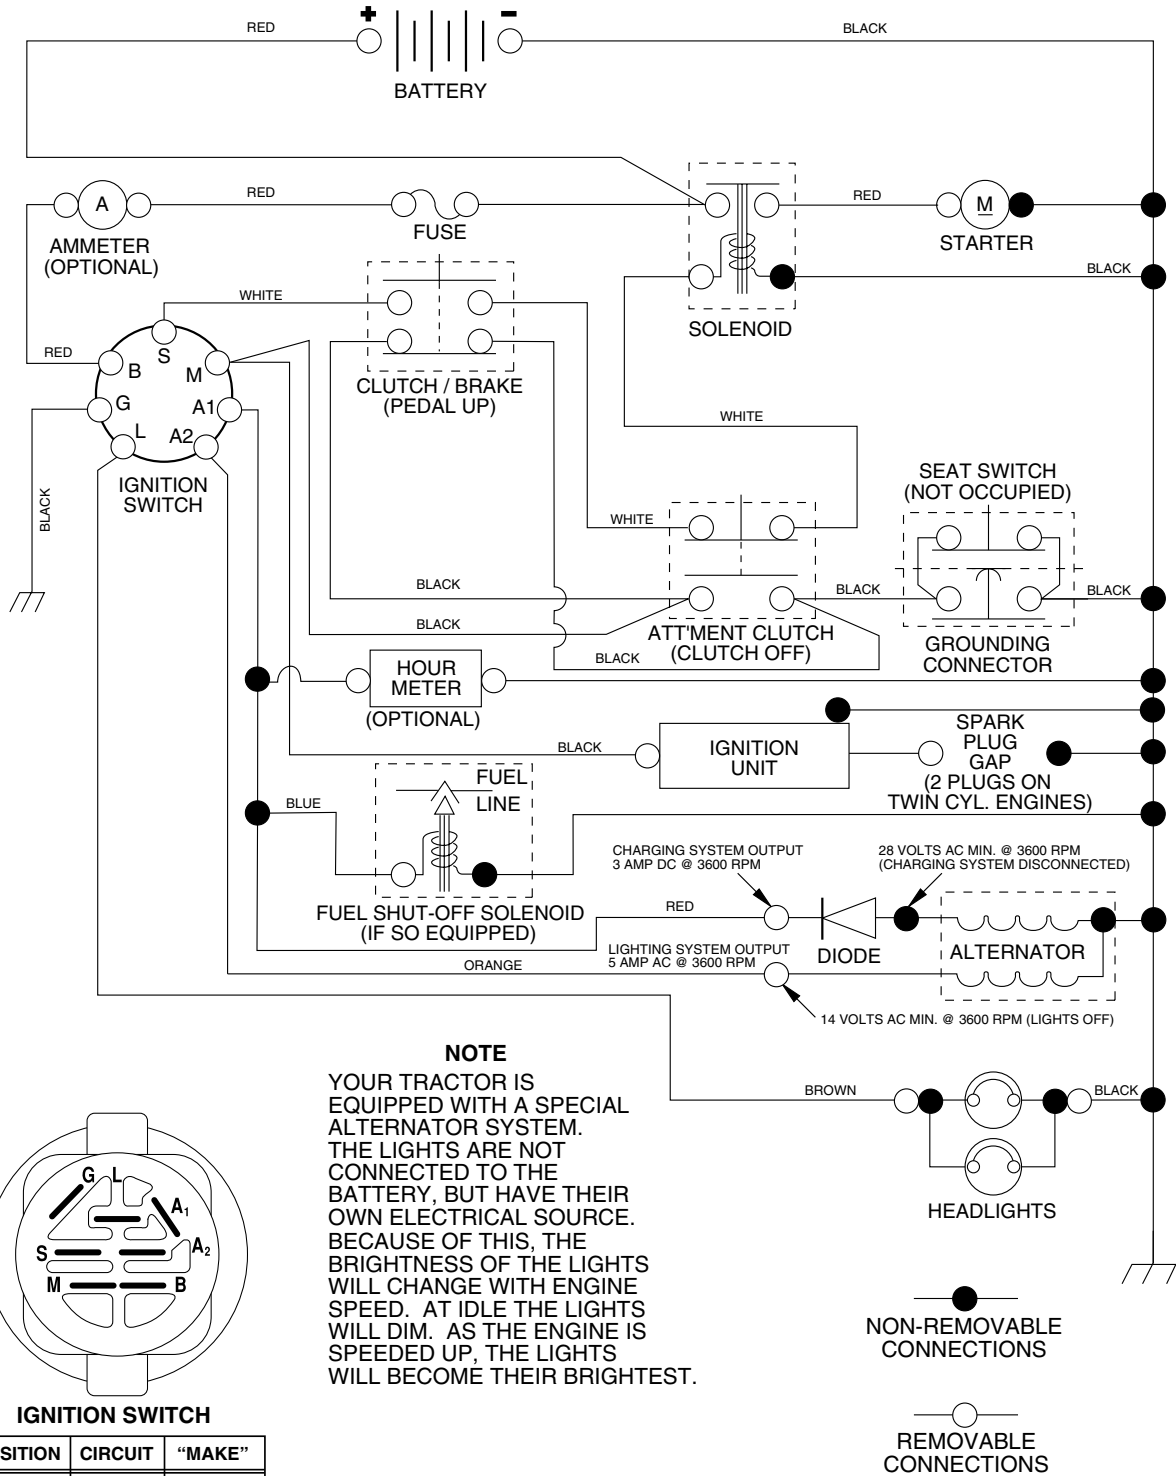 + -
RED
BLACK
BATTERY
A
RED
RED
M
AMMETER
(OPTIONAL)
FUSE
STARTER
BLACK
WHITE
SOLENOID
RED
S
B
M
G
A1
L
A2
CLUTCH / BRAKE
(PEDAL UP)
WHITE
IGNITION
SWITCH
BLACK
SEAT SWITCH
(NOT OCCUPIED)
WHITE
BLACK
BLACK
BLACK
BLACK
ATT'MENT CLUTCH
(CLUTCH OFF)
GROUNDING
CONNECTOR
BLACK
HOUR
METER
(OPTIONAL)
BLACK
IGNITION
UNIT
SPARK
PLUG
GAP
(2 PLUGS ON
TWIN CYL. ENGINES)
FUEL
LINE
BLUE
CHARGING SYSTEM OUTPUT
3 AMP DC @ 3600 RPM
28 VOLTS AC MIN. @ 3600 RPM
(CHARGING SYSTEM DISCONNECTED)
FUEL SHUT-OFF SOLENOID
(IF SO EQUIPPED)
RED
DIODE
ALTERNATOR
LIGHTING SYSTEM OUTPUT
5 AMP AC @ 3600 RPM
ORANGE
14 VOLTS AC MIN. @ 3600 RPM (LIGHTS OFF)
NOTE
YOUR TRACTOR IS
EQUIPPED WITH A SPECIAL
ALTERNATOR SYSTEM.
THE LIGHTS ARE NOT
CONNECTED TO THE
BATTERY, BUT HAVE THEIR
OWN ELECTRICAL SOURCE.
BECAUSE OF THIS, THE
BRIGHTNESS OF THE LIGHTS
WILL CHANGE WITH ENGINE
SPEED. AT IDLE THE LIGHTS
WILL DIM. AS THE ENGINE IS
SPEEDED UP, THE LIGHTS
WILL BECOME THEIR BRIGHTEST.
BROWN
BLACK
HEADLIGHTS
G L
A1
S
A2
M
B
IGNITION SWITCH
SITION CIRCUIT “MAKE”
NON-REMOVABLE
CONNECTIONS
REMOVABLE
CONNECTIONS